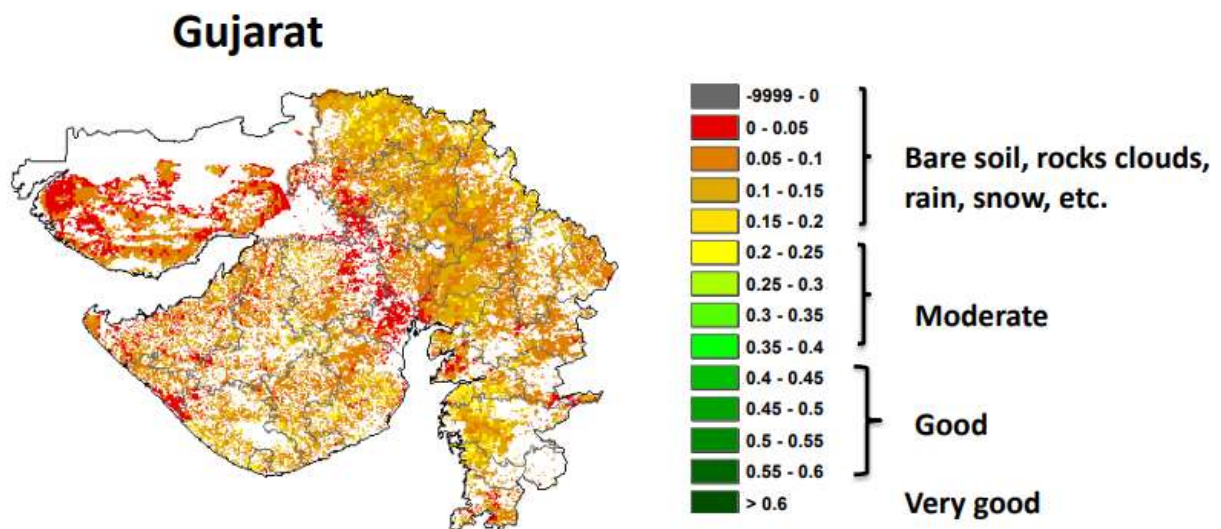 Gujarat
-9999 - 0
0 - 0.05
0.05 - 0.1
0.1 - 0.15
0.15 - 0.2
0.2 - 0.25
0.25 - 0.3
0.3 - 0.35
0.35 - 0.4
0.4 - 0.45
0.45 - 0.5
0.5 - 0.55
0.55 - 0.6
> 0.6
Bare soil, rocks clouds,
rain, snow, etc.
Moderate
Good
Very good